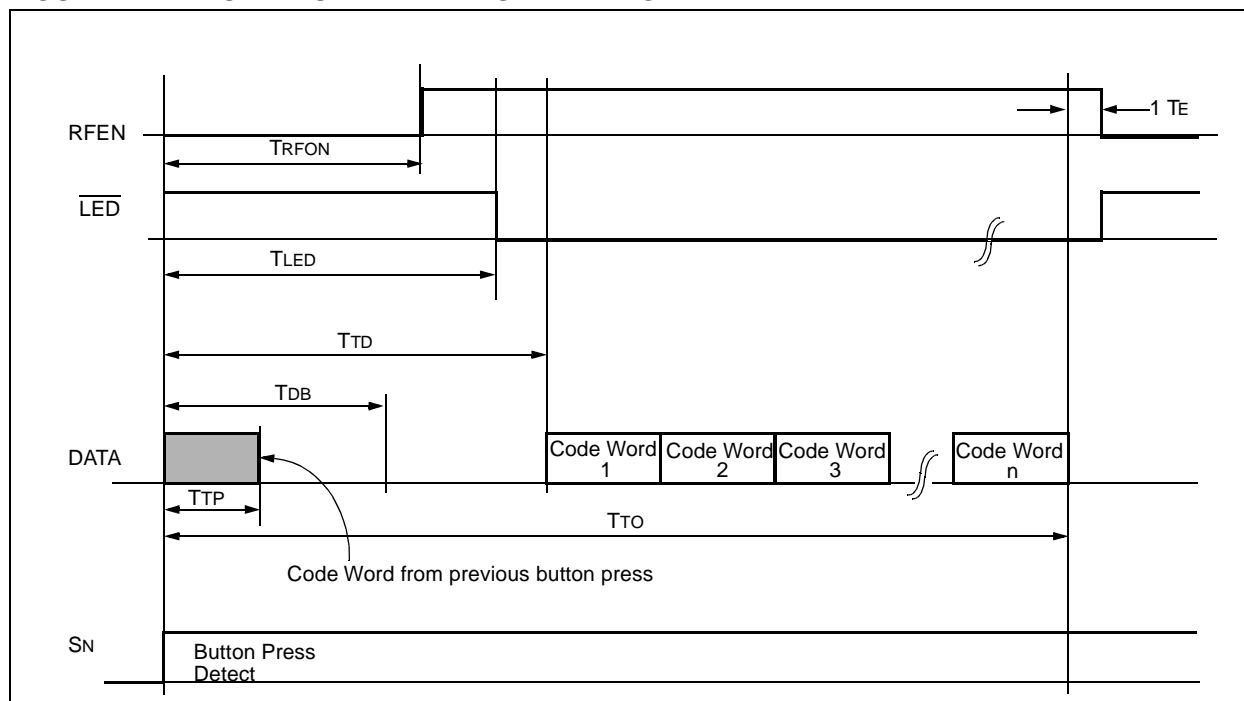 RFEN
1 TE
TRFON
LED
TLED
TTD
TDB
DATA
Code Word
1
Code Word
2
Code Word
3
Code Word
n
TTP
TTO
Code Word from previous button press
SN
Button Press
Detect